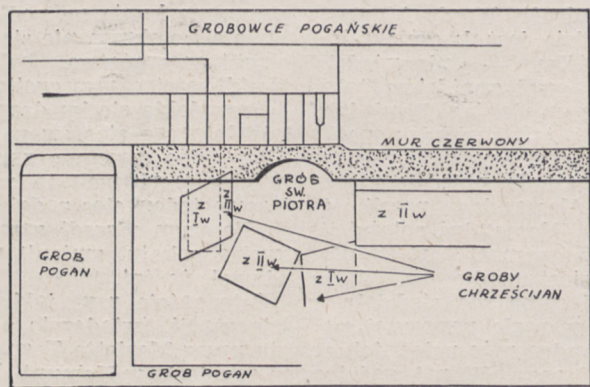 GROBOWCE POGAŃSKIE
MUR CZERWONY
GRÓB
ŚW.
PIOTRA
z
I w
z
II w
z II w
GRÓB
POGAN
z II w
z I w
GROBY
CHRZEŚCIJAN
GRÓB POGAN